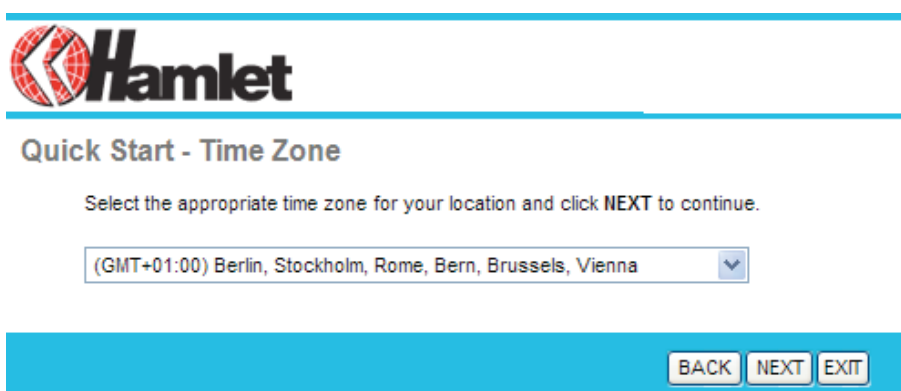 Hamlet
Quick Start - Time Zone
Select the appropriate time zone for your location and click NEXT to continue.
(GMT+01:00) Berlin, Stockholm, Rome, Bern, Brussels, Vienna
BACK NEXT EXIT